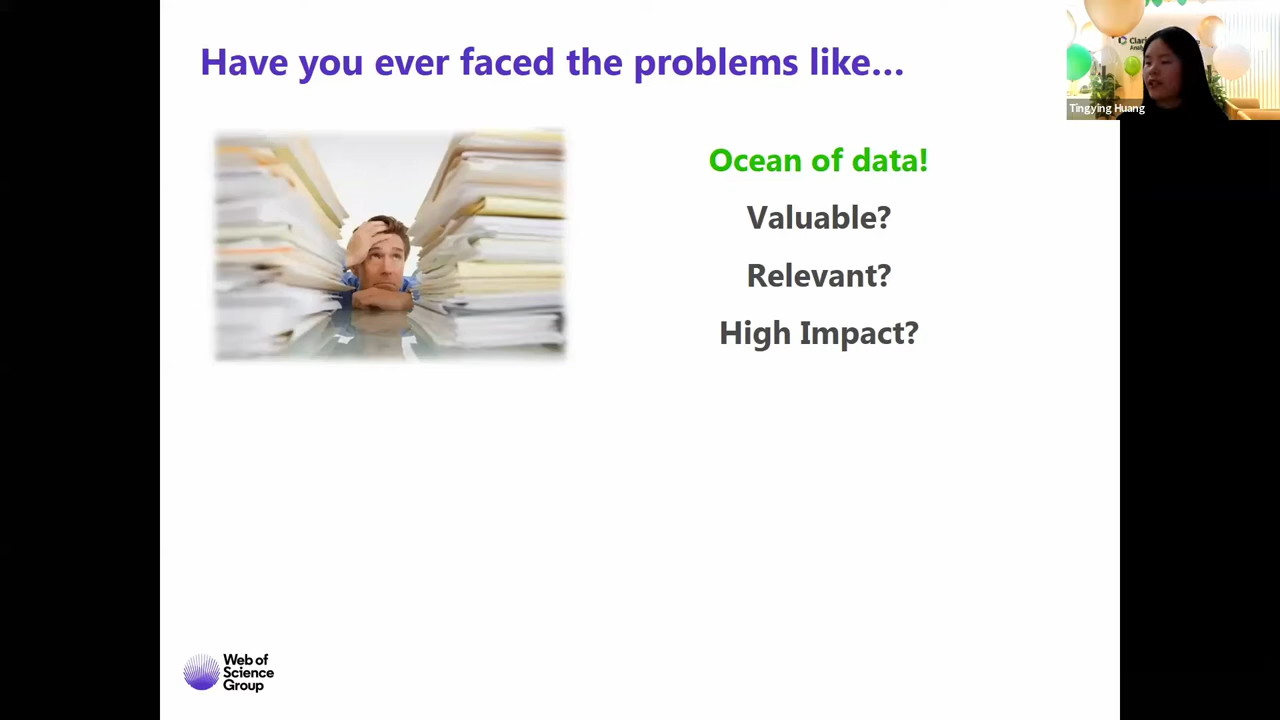 Have you ever faced the problems like...
Ocean of data!
Valuable?
Relevant?
High Impact?
Tingying Huang
Web of
Science
Group